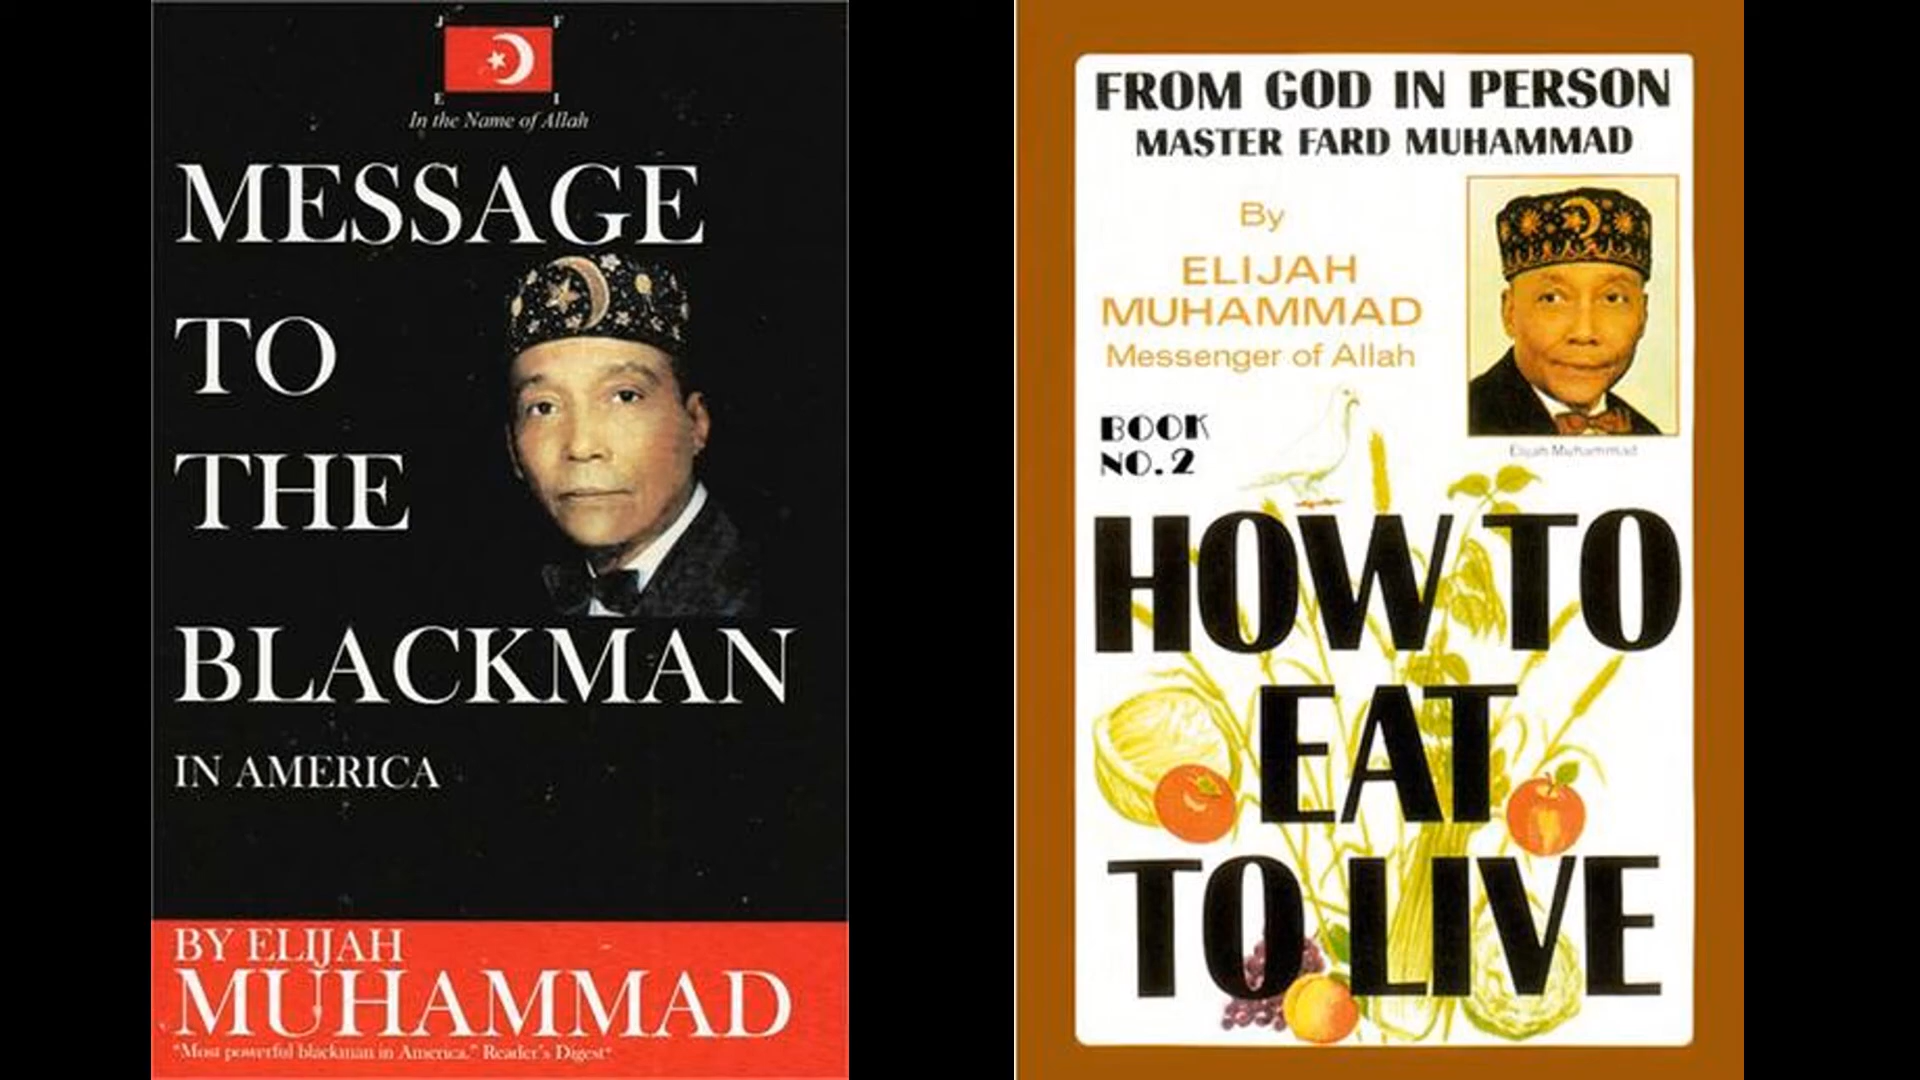 J F
E I
In the Name of Allah
MESSAGE
TO
THE
BLACKMAN
IN AMERICA
BY ELIJAH
MUHAMMAD
"Most powerful blackman in America." Reader's Digest"
FROM GOD IN PERSON
MASTER FARD MUHAMMAD
By
ELIJAH
MUHAMMAD
Messenger of Allah
Elijah Muhammad
BOOK
NO. 2
HOW TO
EAT
TO LIVE